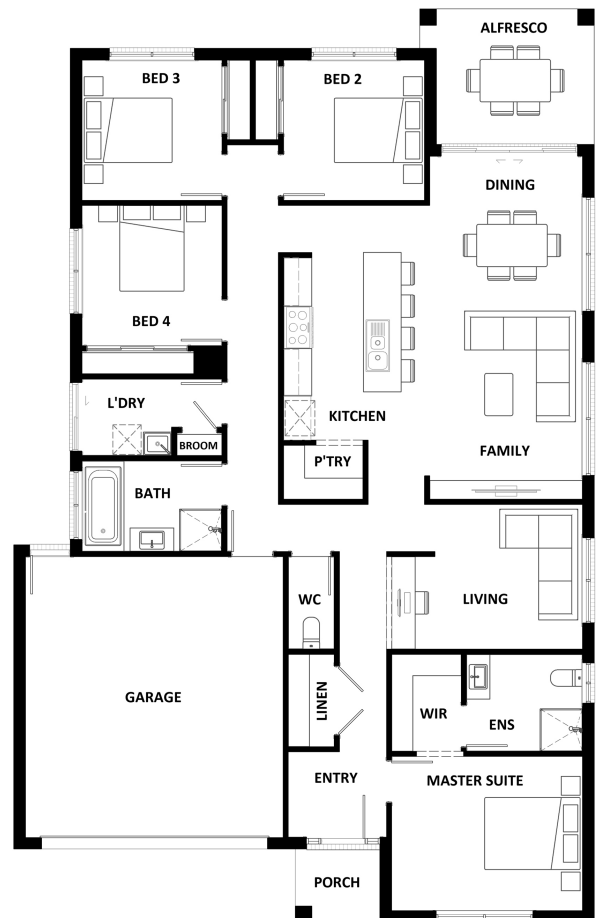 ALFRESCO
BED 3
BED 2
DINING
BED 4
L'DRY
KITCHEN
BROOM
FAMILY
P'TRY
BATH
WC
LIVING
GARAGE
LINEN
WIR
ENS
ENTRY
MASTER SUITE
PORCH